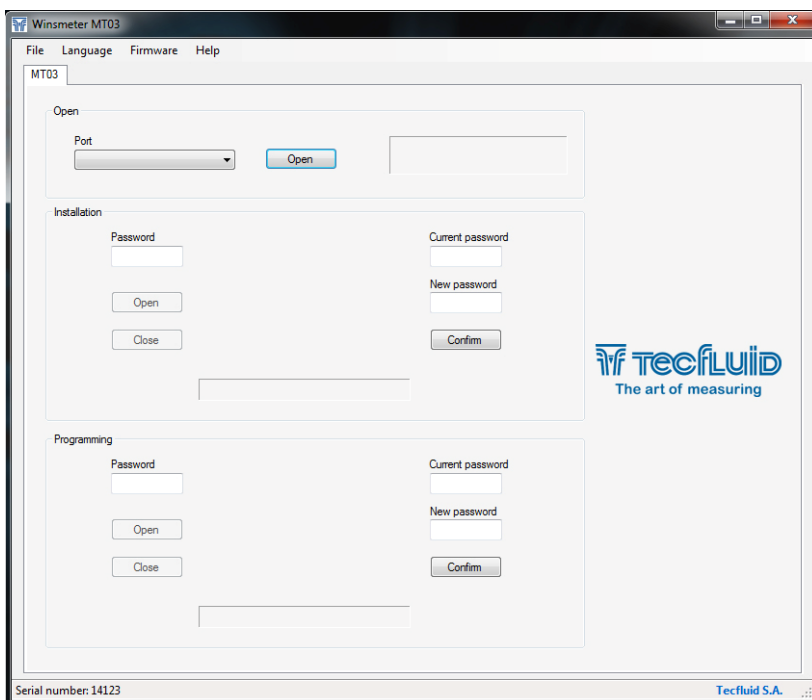 Winsmeter MT03
File Language Firmware Help
MT03
Open
Port
Open
Installation
Password
Current password
New password
Open
Close
Confirm
TECFLUID
The art of measuring
Programming
Password
Current password
New password
Open
Close
Confirm
Serial number: 14123
Tecfluid S.A.